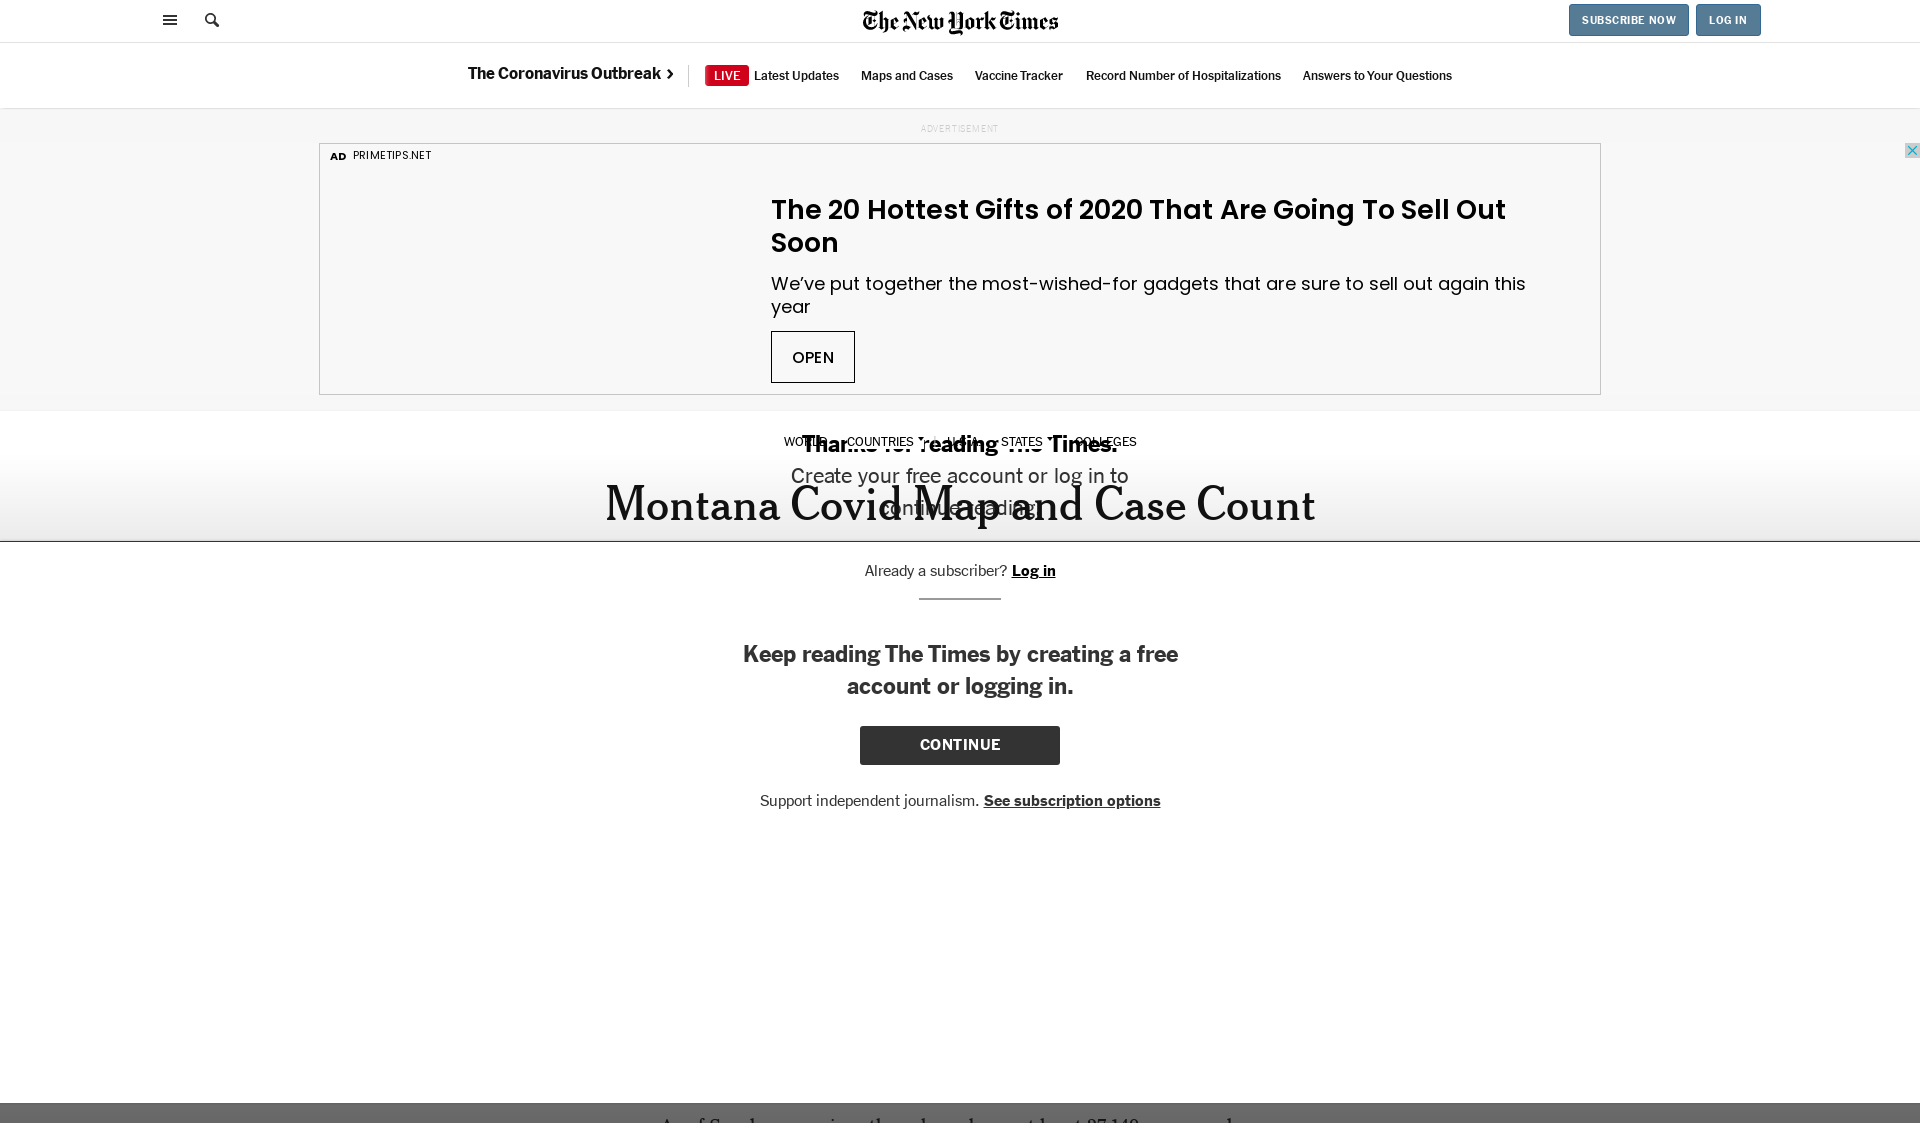 The New York Times
SUBSCRIBE NOW
LOG IN
The Coronavirus Outbreak
LIVE Latest Updates
Maps and Cases
Vaccine Tracker
Record Number of Hospitalizations
Answers to Your Questions
ADVERTISEMENT
AD PRIMETIPS.NET
The 20 Hottest Gifts of 2020 That Are Going To Sell Out
Soon
We’ve put together the most-wished-for gadgets that are sure to sell out again this
year
OPEN
WORLD COUNTRIES U.S.A. STATES COLLEGES
Thanks for reading The Times.
Create your free account or log in to
continue reading.
Montana Covid Map and Case Count
Already a subscriber? Log in
Keep reading The Times by creating a free
account or logging in.
CONTINUE
Support independent journalism. See subscription options